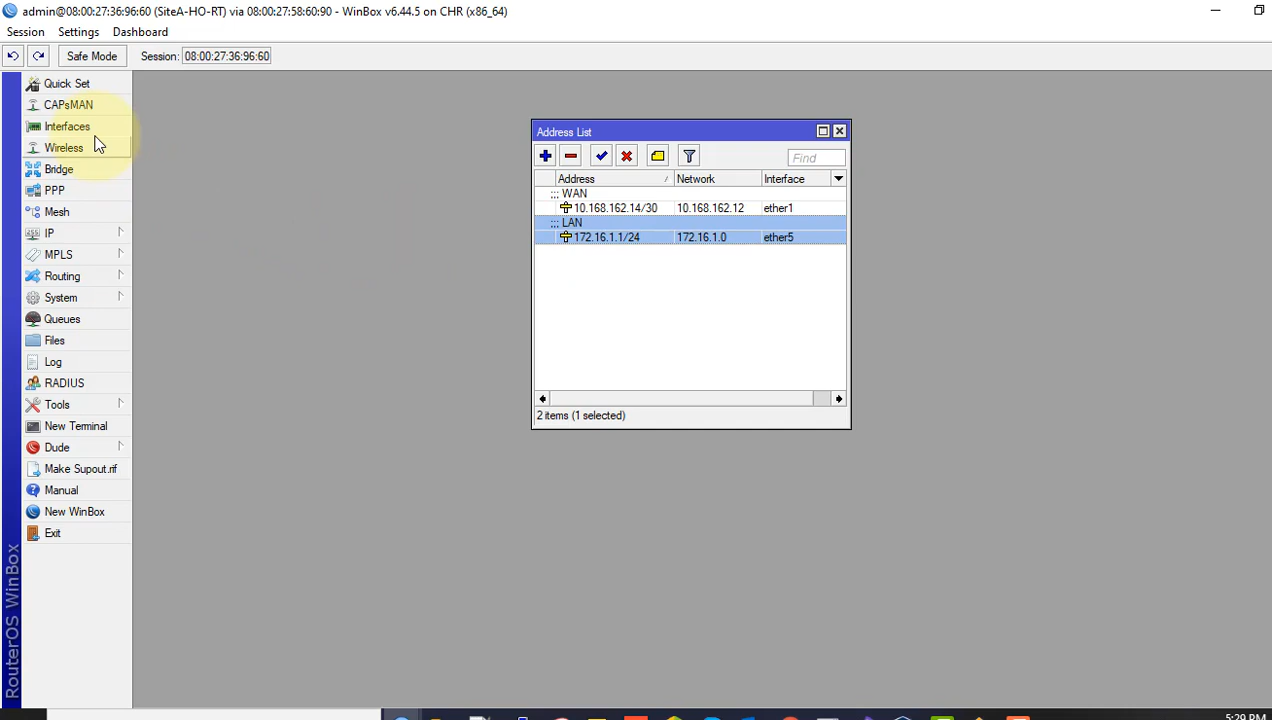 admin@08:00:27:36:96:60 (SiteA-HO-RT) via 08:00:27:58:60:90 - WinBox v6.44.5 on CHR (x86_64)
Session Settings Dashboard
Safe Mode Session: 08:00:27:36:96:60
Quick Set
CAPsMAN
Interfaces
Wireless
Bridge
PPP
Mesh
IP
MPLS
Routing
System
Queues
Files
Log
RADIUS
Tools
New Terminal
Dude
Make Supout.rif
Manual
New WinBox
Exit
RouterOS WinBox
Address List
Find
Address Network Interface
::: WAN
10.168.162.14/30 10.168.162.12 ether1
::: LAN
172.16.1.1/24 172.16.1.0 ether5
2 items (1 selected)
5:29 PM